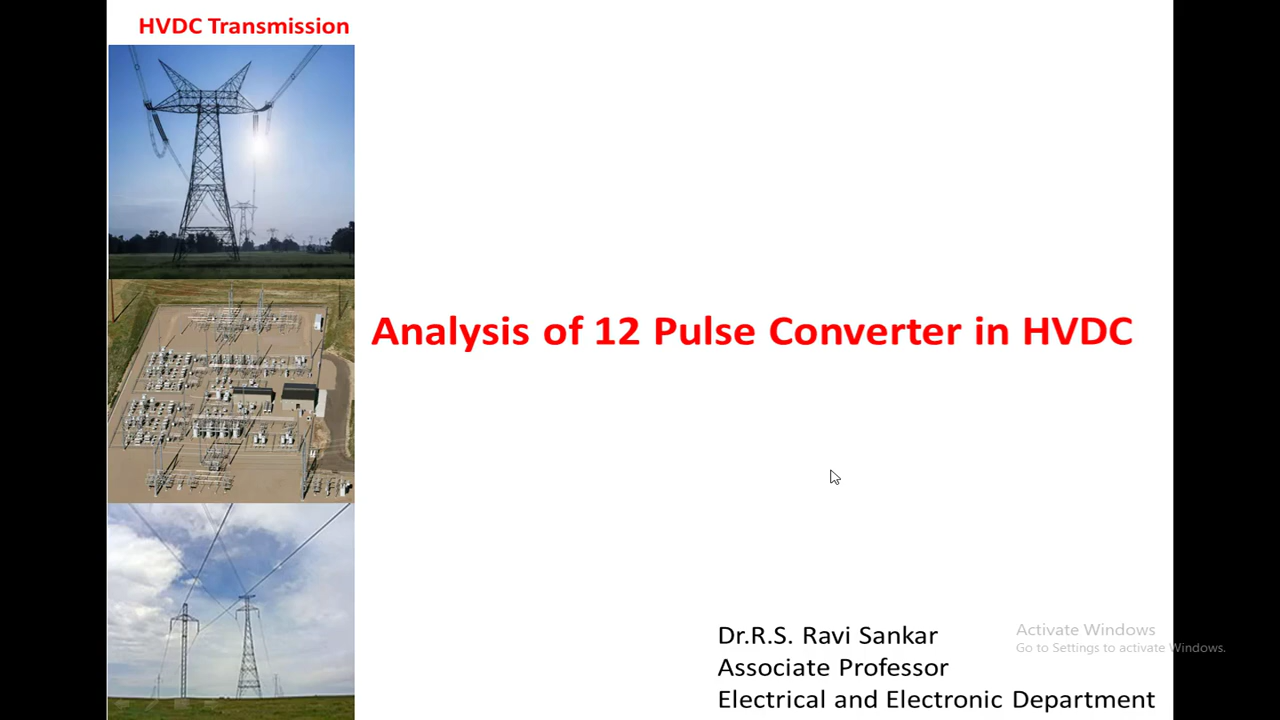 HVDC Transmission
Analysis of 12 Pulse Converter in HVDC
Dr.R.S. Ravi Sankar
Associate Professor
Electrical and Electronic Department
Activate Windows
Go to Settings to activate Windows.